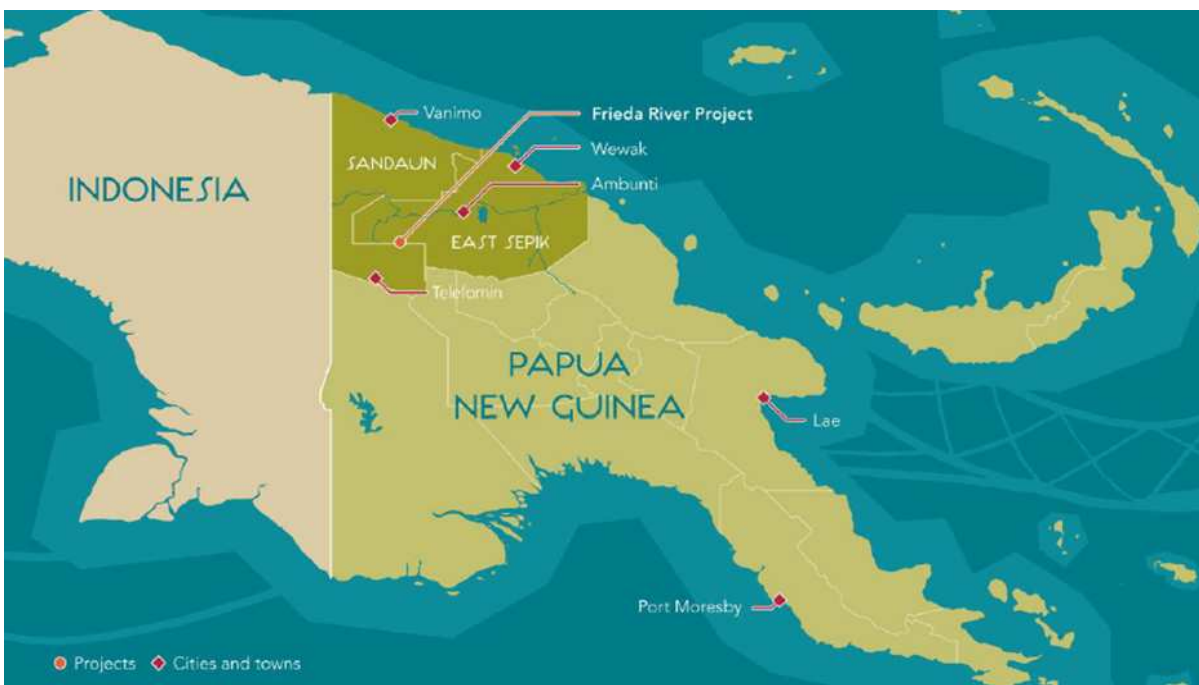 Vanimo
Frieda River Project
SANDAUN
Wewak
INDONESIA
Ambunti
EAST SEPIK
Telefomin
PAPUA
NEW GUINEA
Lae
Port Moresby
Projects
Cities and towns